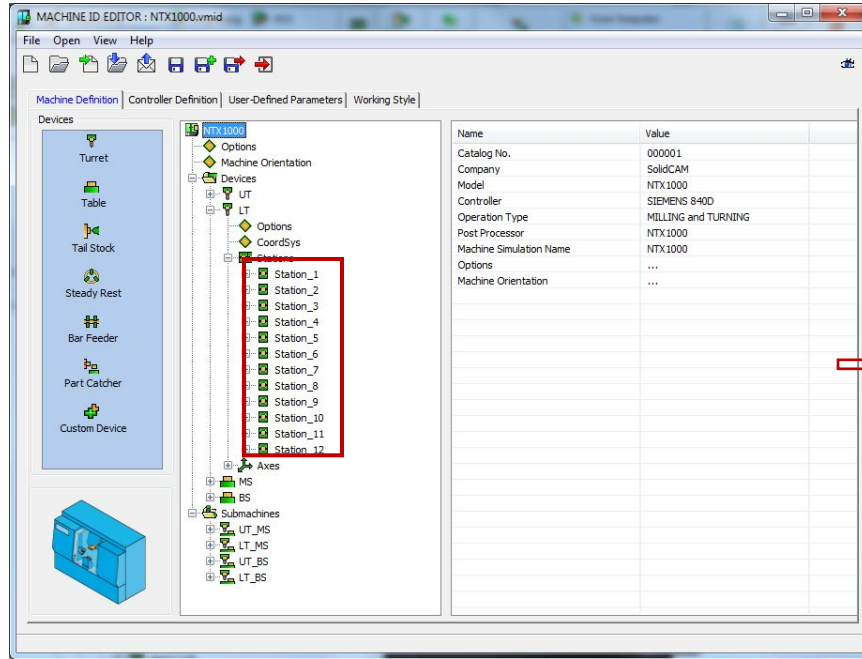 MACHINE ID EDITOR : NTX1000.vmid
File Open View Help
Machine Definition Controller Definition User-Defined Parameters Working Style
Devices
Turret
Table
Tail Stock
Steady Rest
Bar Feeder
Part Catcher
Custom Device
NTX1000
Options
Machine Orientation
Devices
UT
LT
Options
CoordSys
Stations
Station_1
Station_2
Station_3
Station_4
Station_5
Station_6
Station_7
Station_8
Station_9
Station_10
Station_11
Station_12
Axes
MS
BS
Submachines
UT_MS
LT_MS
UT_BS
LT_BS
Name Value
Catalog No. 000001
Company SolidCAM
Model NTX1000
Controller SIEMENS 840D
Operation Type MILLING and TURNING
Post Processor NTX1000
Machine Simulation Name NTX1000
Options ...
Machine Orientation ...